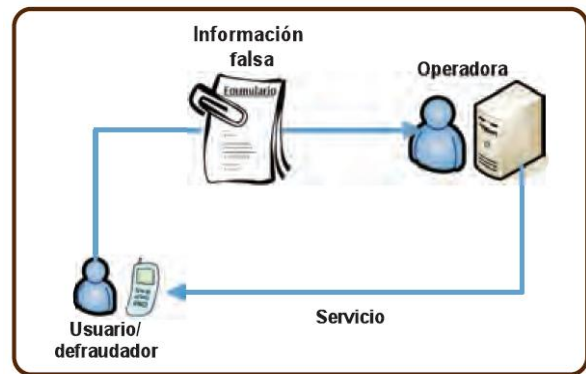 Información
falsa
Operadora
Formulario
Servicio
Usuario/
defraudador